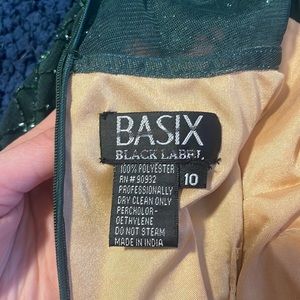 BASIX
BLACK LABEL
10
100% POLYESTER
RN # 90932
PROFESSIONALLY
DRY CLEAN ONLY
PERCHOLOR-
OETHYLENE
DO NOT STEAM
MADE IN INDIA